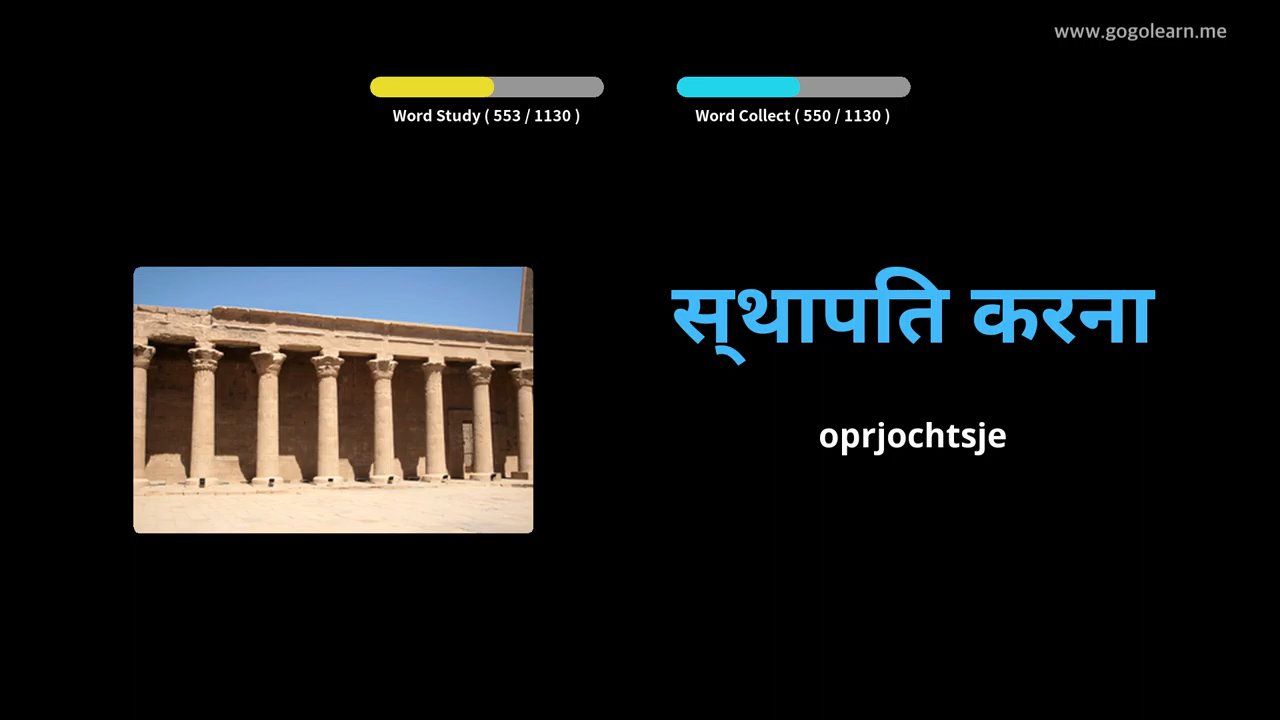 www.gogolearn.me
Word Study ( 553 / 1130 )
Word Collect ( 550 / 1130 )
स्‌थापति करना
oprjochtsje